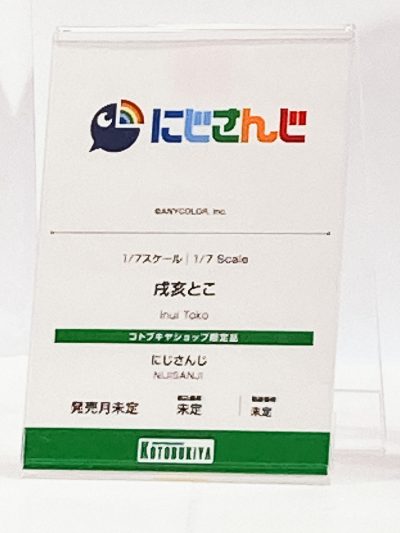 にじさんじ
©ANYCOLOR, Inc.
1/7スケール | 1/7 Scale
戌亥とこ
Inui Toko
コトブキヤショップ限定品
にじさんじ
NIJISANJI
発売月未定 未定 未定
KOTOBUKIYA